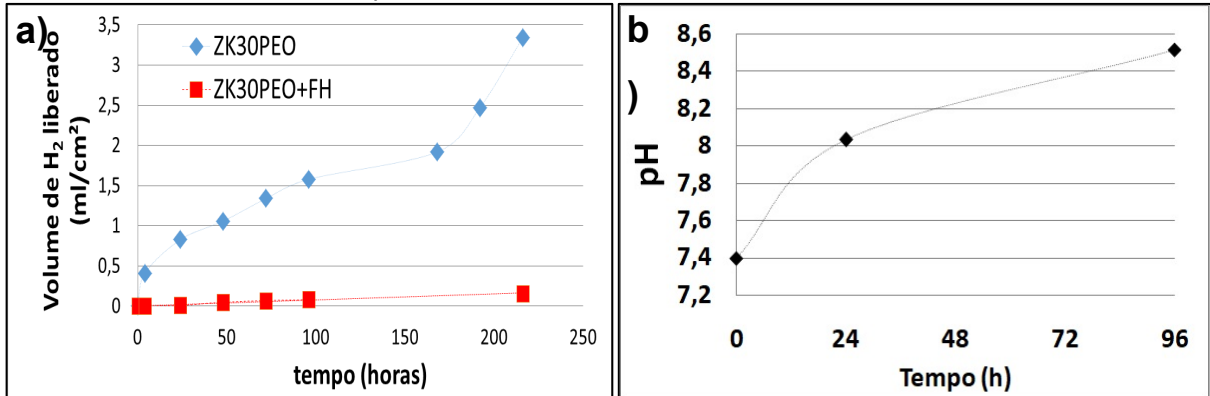 a)
Volume de H₂ liberado
(ml/cm²)
3,5
3
2,5
2
1,5
1
0,5
0
ZK30PEO
ZK30PEO+FH
0 50 100 150 200 250
tempo (horas)
b
)
pH
8,6
8,4
8,2
8
7,8
7,6
7,4
7,2
0 24 48 72 96
Tempo (h)